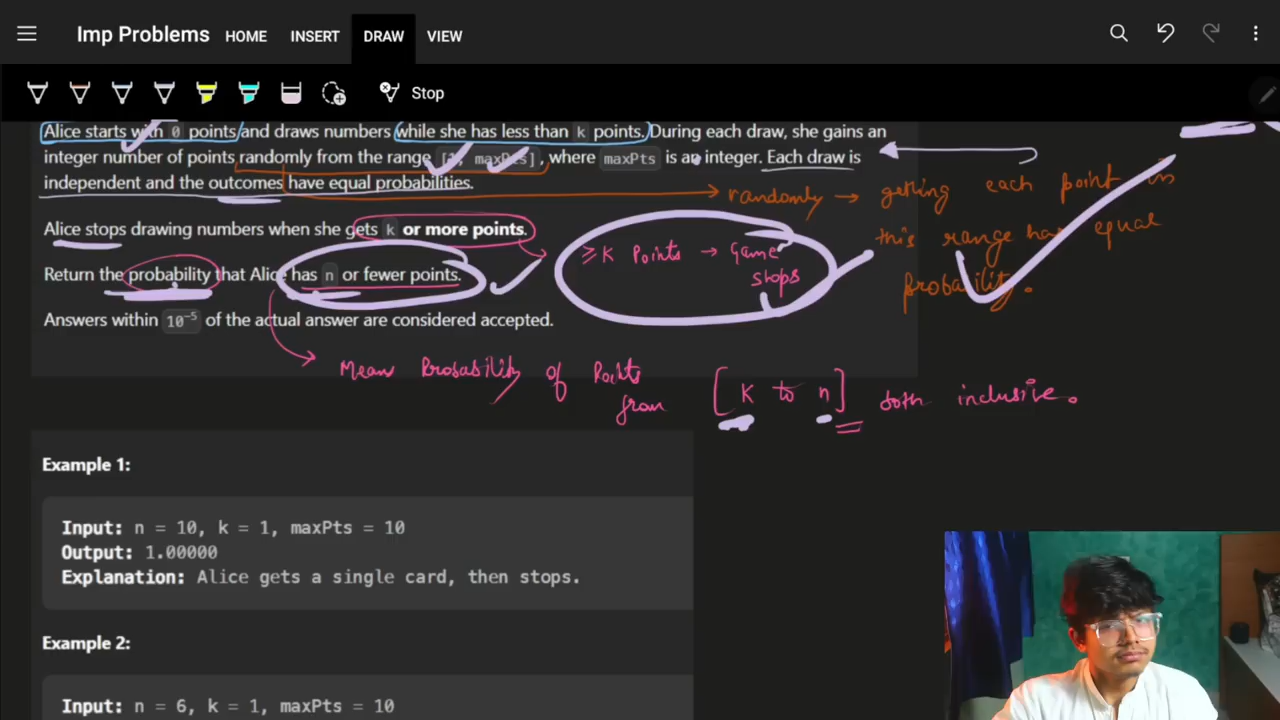 Imp Problems HOME INSERT DRAW VIEW
Stop
Alice starts with 0 points and draws numbers while she has less than k points. During each draw, she gains an
integer number of points randomly from the range [1, maxPts], where maxPts is an integer. Each draw is
independent and the outcomes have equal probabilities.
randomly → getting each point in
this range has equal
probability.
Alice stops drawing numbers when she gets k or more points.
≥K Points → Game
stops
Return the probability that Alice has n or fewer points.
Answers within 10⁻⁵ of the actual answer are considered accepted.
Mean Probability of Points
from [K to n] both inclusive.
Example 1:
Input: n = 10, k = 1, maxPts = 10
Output: 1.00000
Explanation: Alice gets a single card, then stops.
Example 2:
Input: n = 6, k = 1, maxPts = 10